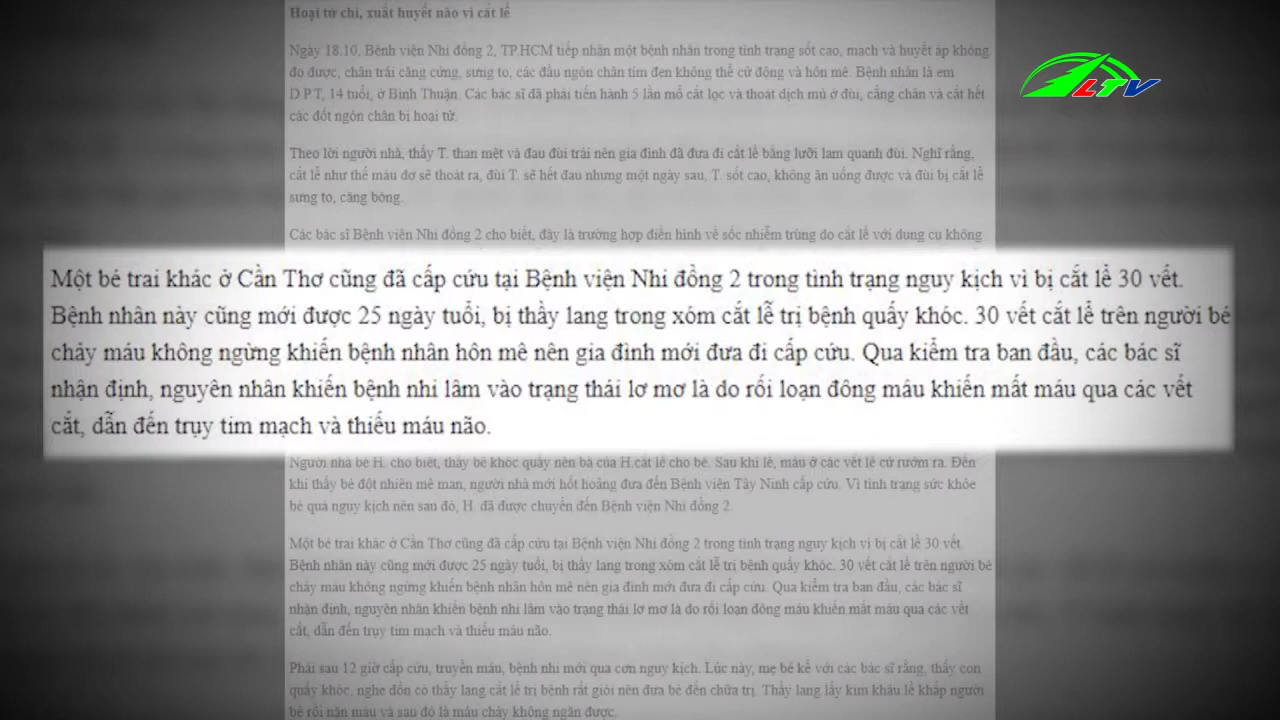 Hoại tử chi, xuất huyết não vì cắt lể
Ngày 18.10. Bệnh viện Nhi đồng 2, TP.HCM tiếp nhận một bệnh nhân trong tình trạng sốt cao, mạch và huyết áp không
đo được, chân trái căng cứng, sưng to, các đầu ngón chân tím đen không thể cử động và hôn mê. Bệnh nhân là em
D.P.T, 14 tuổi, ở Bình Thuận. Các bác sĩ đã phải tiến hành 5 lần mổ cắt lọc và thoát dịch mủ ở đùi, cẳng chân và cắt hết
các đốt ngón chân bị hoại tử.
Theo lời người nhà, thấy T. than mệt và đau đùi trái nên gia đình đã đưa đi cắt lể bằng lưỡi lam quanh đùi. Nghĩ rằng,
cắt lể như thế máu dơ sẽ thoát ra, đùi T. sẽ hết đau nhưng một ngày sau, T. sốt cao, không ăn uống được và đùi bị cắt lể
sưng to, căng bóng.
Các bác sĩ Bệnh viện Nhi đồng 2 cho biết, đây là trường hợp điển hình về sốc nhiễm trùng do cắt lể với dụng cụ không
LTV
Một bé trai khác ở Cần Thơ cũng đã cấp cứu tại Bệnh viện Nhi đồng 2 trong tình trạng nguy kịch vì bị cắt lể 30 vết.
Bệnh nhân này cũng mới được 25 ngày tuổi, bị thầy lang trong xóm cắt lễ trị bệnh quấy khóc. 30 vết cắt lể trên người bé
chảy máu không ngừng khiến bệnh nhân hôn mê nên gia đình mới đưa đi cấp cứu. Qua kiểm tra ban đầu, các bác sĩ
nhận định, nguyên nhân khiến bệnh nhi lâm vào trạng thái lơ mơ là do rối loạn đông máu khiến mất máu qua các vết
cắt, dẫn đến trụy tim mạch và thiếu máu não.
Người nhà bé H. cho biết, thấy bé khóc quấy nên bà của H.cắt lể cho bé. Sau khi lể, máu ở các vết lể cứ rướm ra. Đến
khi thấy bé đột nhiên mê man, người nhà mới hốt hoảng đưa đến Bệnh viện Tây Ninh cấp cứu. Vì tình trạng sức khỏe
bé quá nguy kịch nên sau đó, H. đã được chuyển đến Bệnh viện Nhi đồng 2.
Một bé trai khác ở Cần Thơ cũng đã cấp cứu tại Bệnh viện Nhi đồng 2 trong tình trạng nguy kịch vì bị cắt lể 30 vết.
Bệnh nhân này cũng mới được 25 ngày tuổi, bị thầy lang trong xóm cắt lễ trị bệnh quấy khóc. 30 vết cắt lể trên người bé
chảy máu không ngừng khiến bệnh nhân hôn mê nên gia đình mới đưa đi cấp cứu. Qua kiểm tra ban đầu, các bác sĩ
nhận định, nguyên nhân khiến bệnh nhi lâm vào trạng thái lơ mơ là do rối loạn đông máu khiến mất máu qua các vết
cắt, dẫn đến trụy tim mạch và thiếu máu não.
Phải sau 12 giờ cấp cứu, truyền máu, bệnh nhi mới qua cơn nguy kịch. Lúc này, mẹ bé kể với các bác sĩ rằng, thấy con
quấy khóc, nghe đồn có thầy lang cắt lể trị bệnh rất giỏi nên đưa bé đến chữa trị. Thầy lang lấy kim khâu lể khắp người
bé rồi nặn máu và sau đó là máu chảy không ngăn được.